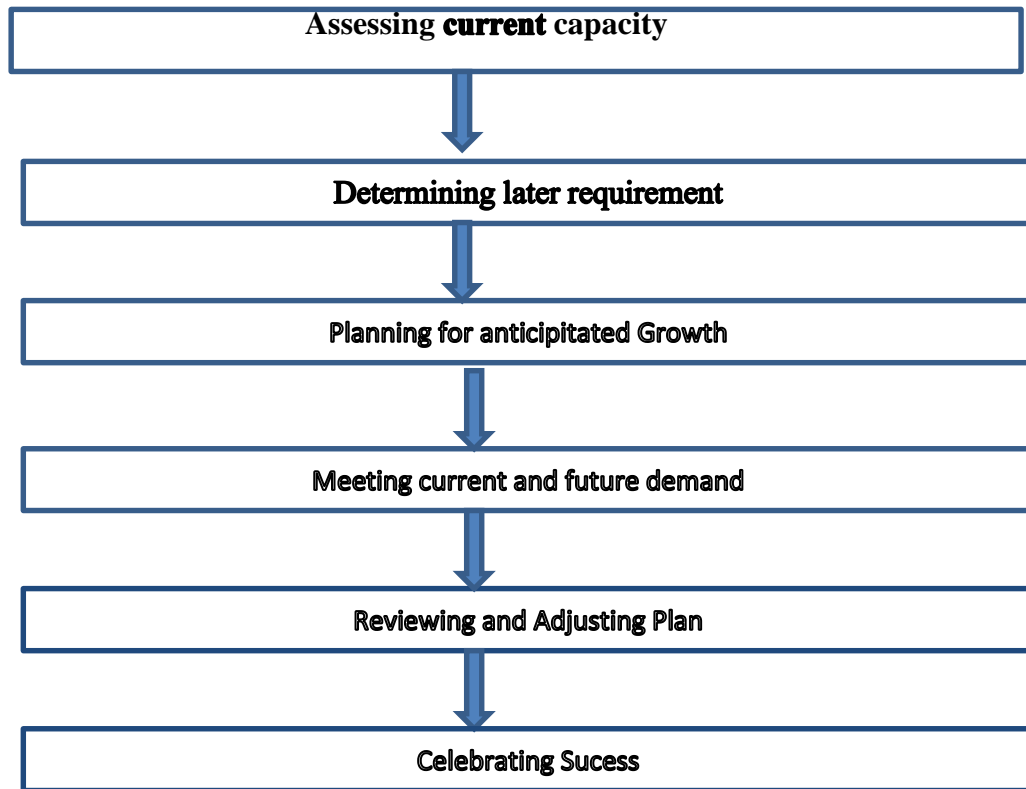 Assessing current capacity
Determining later requirement
Planning for anticipitated Growth
Meeting current and future demand
Reviewing and Adjusting Plan
Celebrating Sucess